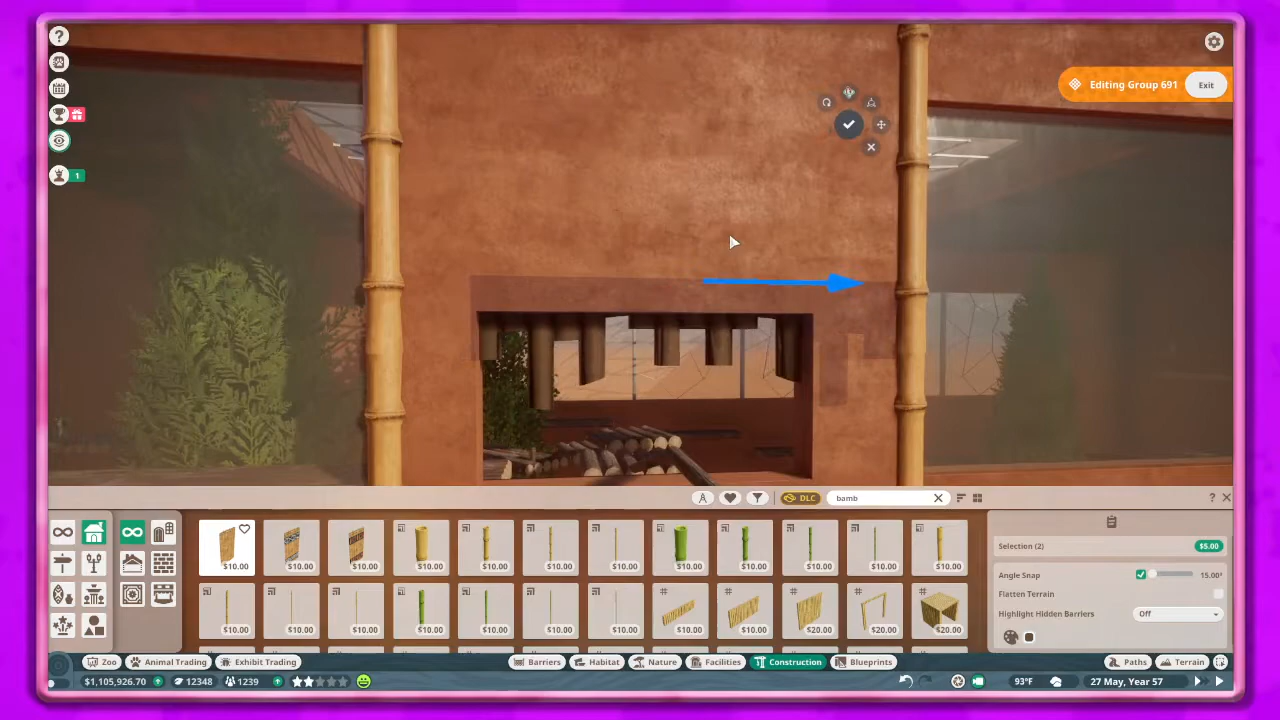 ?
Editing Group 691 Exit
1
DLC bamb
?
$10.00 $10.00 $10.00 $10.00 $10.00 $10.00 $10.00 $10.00 $10.00 $10.00 $10.00 $10.00
Selection (2) $5.00
Angle Snap 15.00°
Flatten Terrain
Highlight Hidden Barriers Off
$10.00 $10.00 $10.00 $10.00 $10.00 $10.00 $10.00 $10.00 $10.00 $20.00 $20.00 $20.00
Zoo Animal Trading Exhibit Trading Barriers Habitat Nature Facilities Construction Blueprints Paths Terrain
$1,105,926.70 12348 1239 93°F 27 May, Year 57